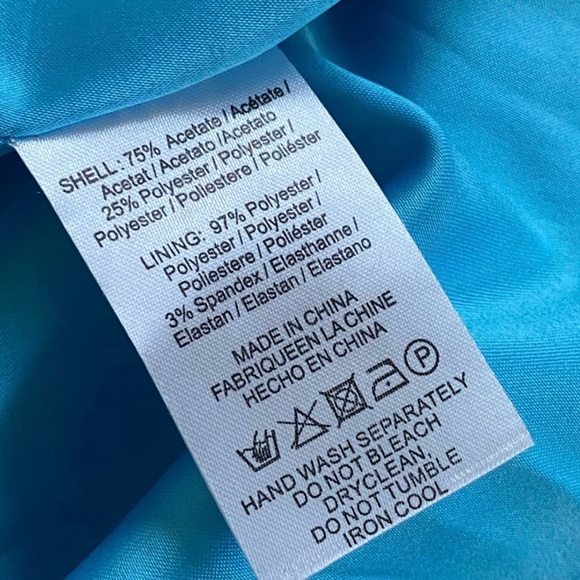 SHELL: 75% Acetate / Acétate /
Acetat / Acetato / Acetato
25% Polyester / Polyester /
Polyester / Poliestere / Poliéster
LINING: 97% Polyester /
Polyester / Polyester /
Poliestere / Poliéster
3% Spandex / Elasthanne /
Elastan / Elastan / Elastano
MADE IN CHINA
FABRIQUEEN LA CHINE
HECHO EN CHINA
P
HAND WASH SEPARATELY
DO NOT BLEACH
DRYCLEAN,
DO NOT TUMBLE
IRON COOL